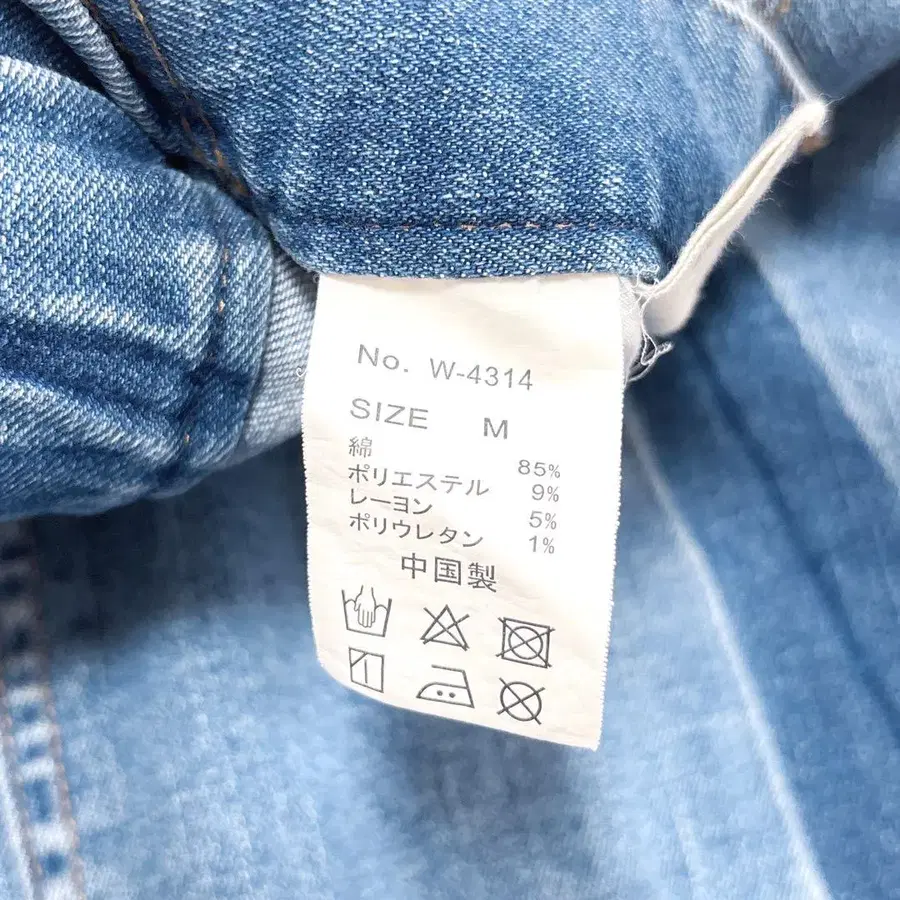 No. W-4314
SIZE M
綿 85%
ポリエステル 9%
レーヨン 5%
ポリウレタン 1%
中国製